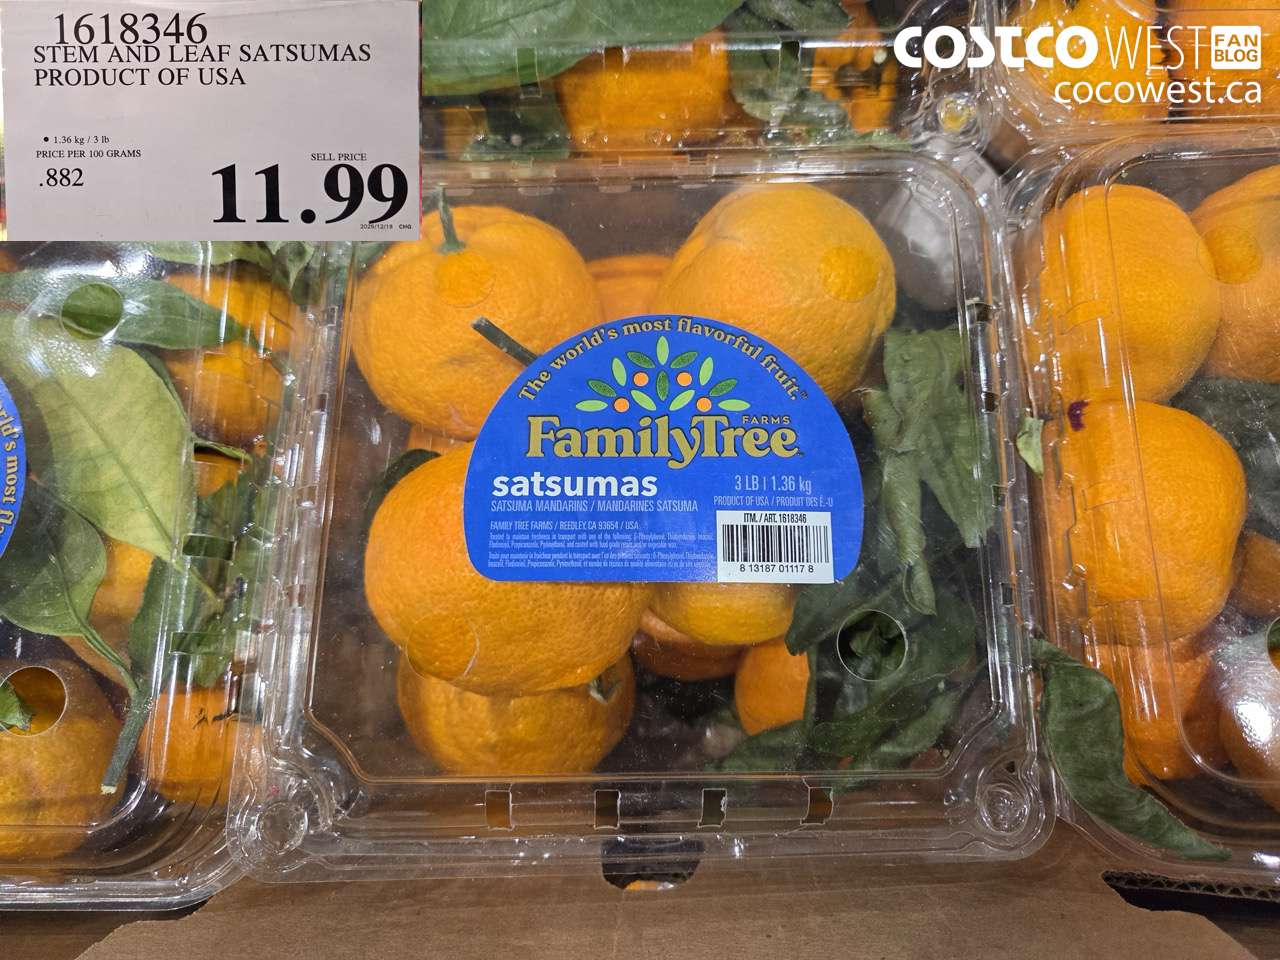 1618346
STEM AND LEAF SATSUMAS
PRODUCT OF USA
• 1.36 kg / 3 lb
PRICE PER 100 GRAMS
.882
SELL PRICE
11.99
CHG
COSTCO WEST FAN BLOG
cocowest.ca
The world's most flavorful fruit.™
FARMS
FamilyTree
satsumas
3 LB | 1.36 kg
SATSUMA MANDARINS / MANDARINES SATSUMA
PRODUCT OF USA / PRODUIT DES É.-U
ITM. / ART. 1618346
FAMILY TREE FARMS / REEDLEY, CA 93654 / USA
8 13187 01117 8